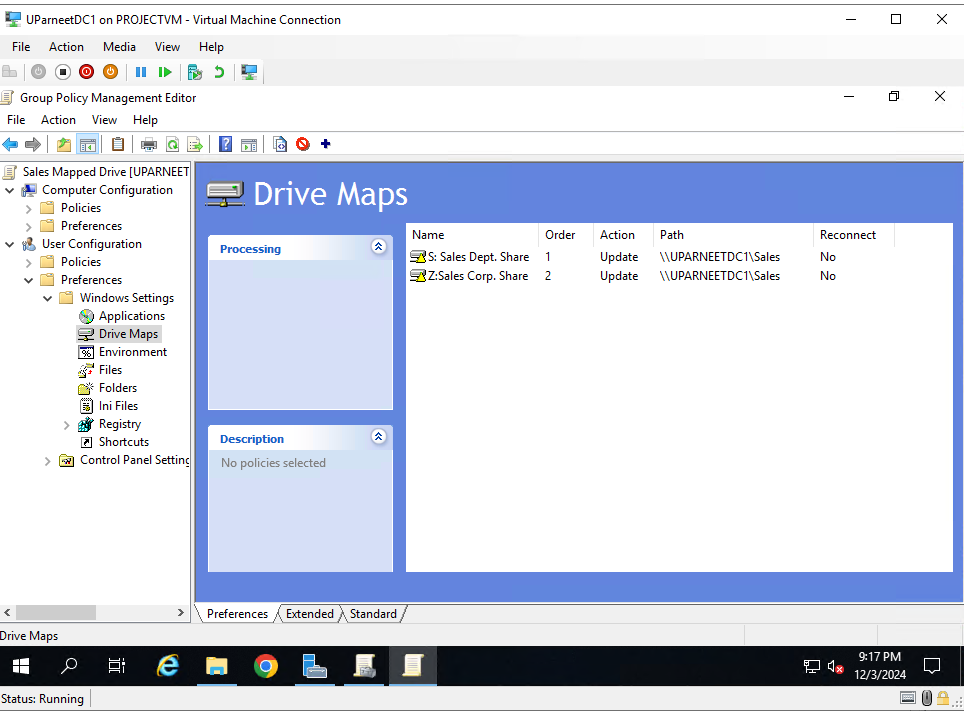 UParneetDC1 on PROJECTVM - Virtual Machine Connection
File Action Media View Help
Group Policy Management Editor
File Action View Help
Sales Mapped Drive [UPARNEET
Computer Configuration
Policies
Preferences
User Configuration
Policies
Preferences
Windows Settings
Applications
Drive Maps
Environment
Files
Folders
Ini Files
Registry
Shortcuts
Control Panel Setting
Drive Maps
Processing
Description
No policies selected
Name Order Action Path Reconnect
S: Sales Dept. Share 1 Update \\UPARNEETDC1\Sales No
Z:Sales Corp. Share 2 Update \\UPARNEETDC1\Sales No
Preferences Extended Standard
Drive Maps
9:17 PM
12/3/2024
Status: Running